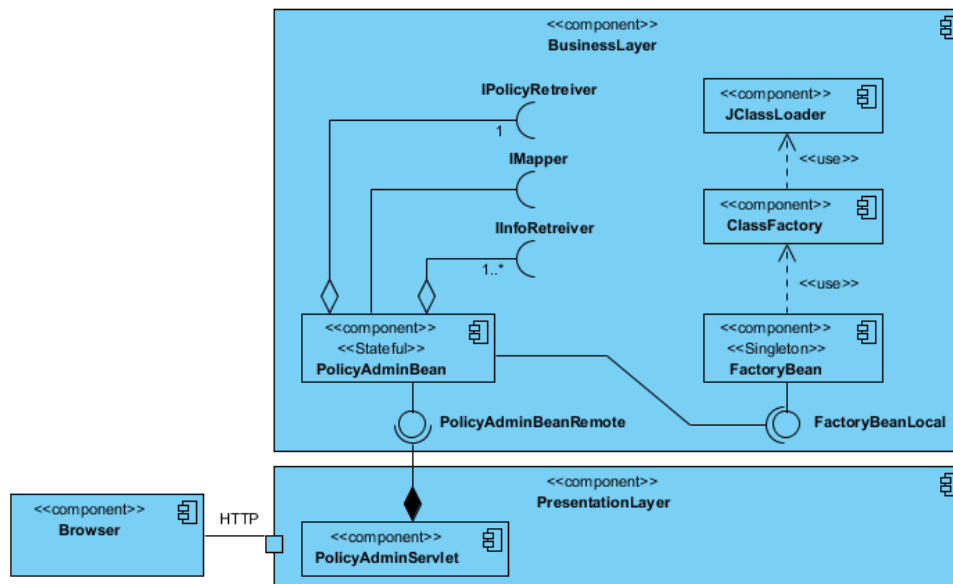 <<component>>
BusinessLayer
IPolicyRetreiver
1
IMapper
IInfoRetreiver
1..*
<<component>>
JClassLoader
<<use>>
<<component>>
ClassFactory
<<use>>
<<component>>
<<Stateful>>
PolicyAdminBean
<<component>>
<<Singleton>>
FactoryBean
PolicyAdminBeanRemote
FactoryBeanLocal
<<component>>
PresentationLayer
<<component>>
Browser
HTTP
<<component>>
PolicyAdminServlet